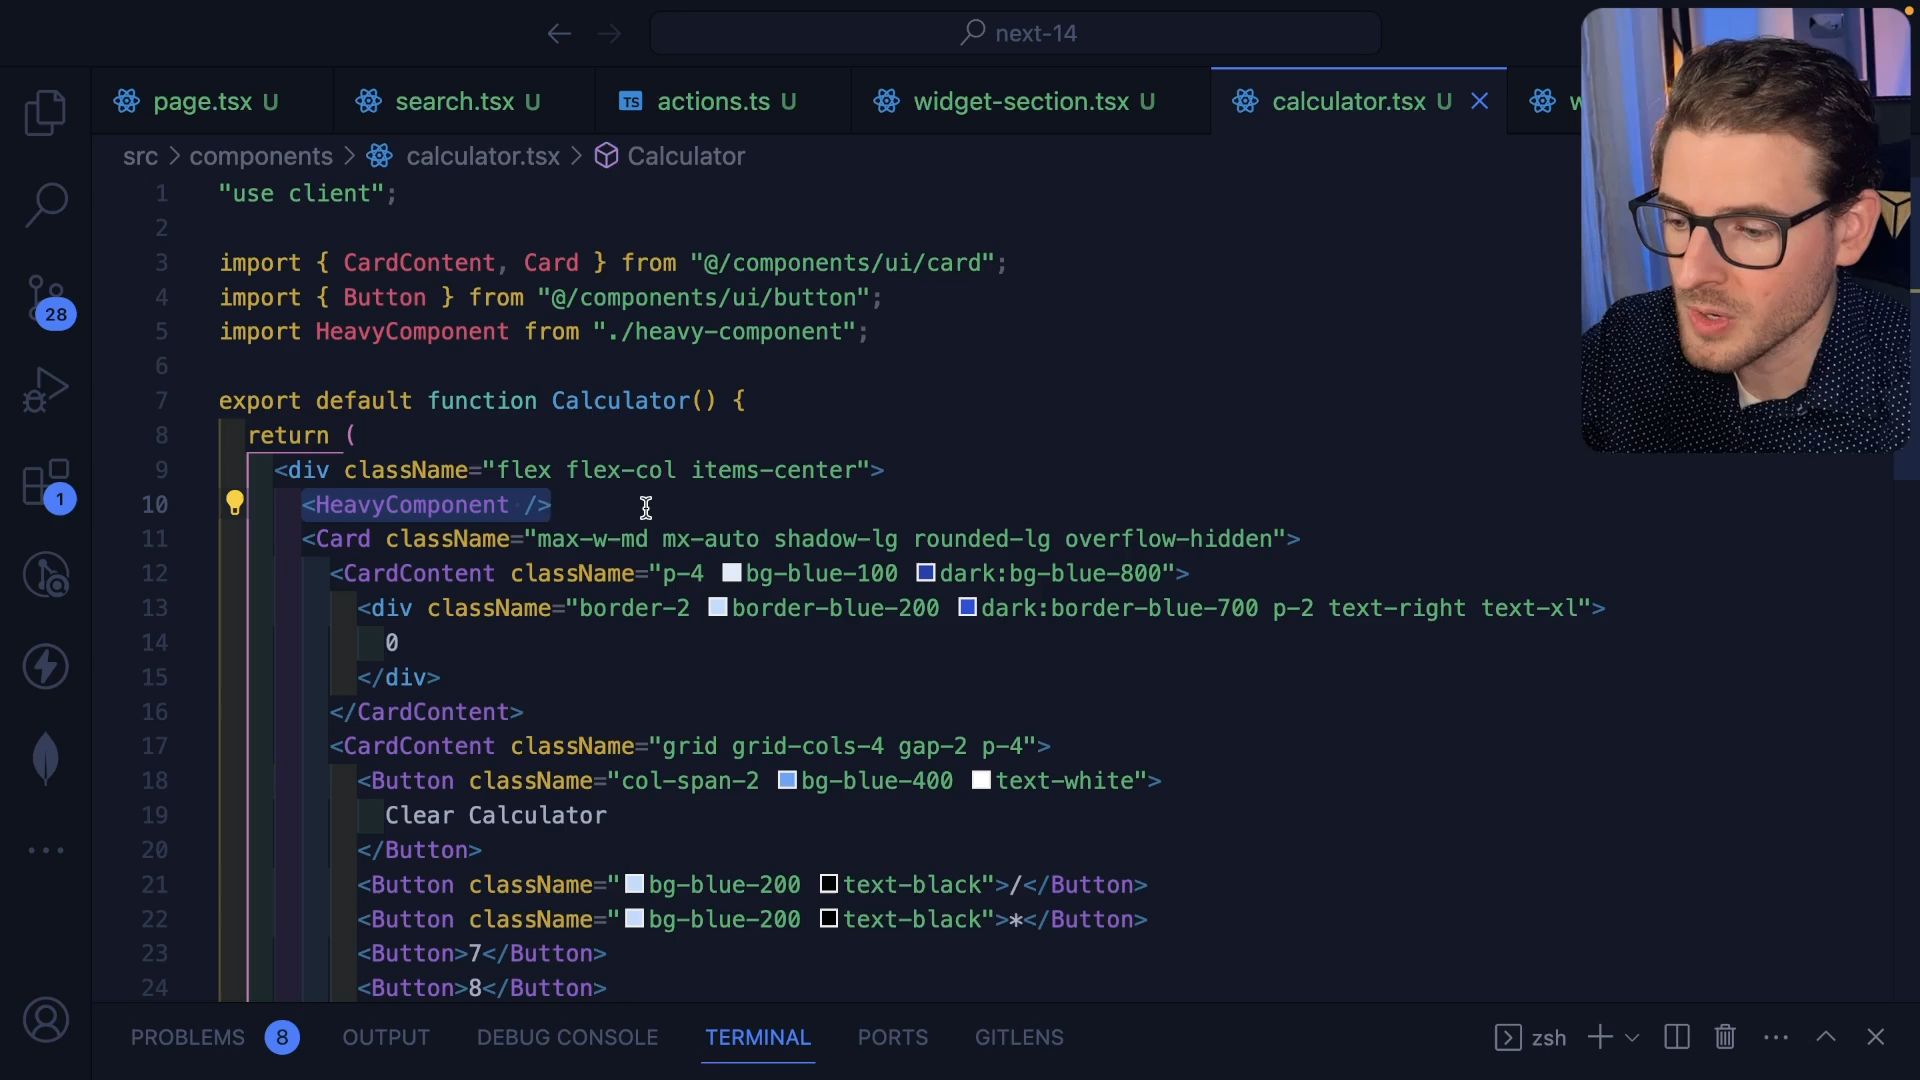 next-14
page.tsx U
search.tsx U
TS actions.ts U
widget-section.tsx U
calculator.tsx U
src > components > calculator.tsx > Calculator
1 "use client";
2
3 import { CardContent, Card } from "@/components/ui/card";
4 import { Button } from "@/components/ui/button";
5 import HeavyComponent from "./heavy-component";
6
7 export default function Calculator() {
8 return (
9 <div className="flex flex-col items-center">
10 <HeavyComponent />
11 <Card className="max-w-md mx-auto shadow-lg rounded-lg overflow-hidden">
12 <CardContent className="p-4 bg-blue-100 dark:bg-blue-800">
13 <div className="border-2 border-blue-200 dark:border-blue-700 p-2 text-right text-xl">
14 0
15 </div>
16 </CardContent>
17 <CardContent className="grid grid-cols-4 gap-2 p-4">
18 <Button className="col-span-2 bg-blue-400 text-white">
19 Clear Calculator
20 </Button>
21 <Button className="bg-blue-200 text-black">/</Button>
22 <Button className="bg-blue-200 text-black">*</Button>
23 <Button>7</Button>
24 <Button>8</Button>
28
1
PROBLEMS 8 OUTPUT DEBUG CONSOLE TERMINAL PORTS GITLENS zsh